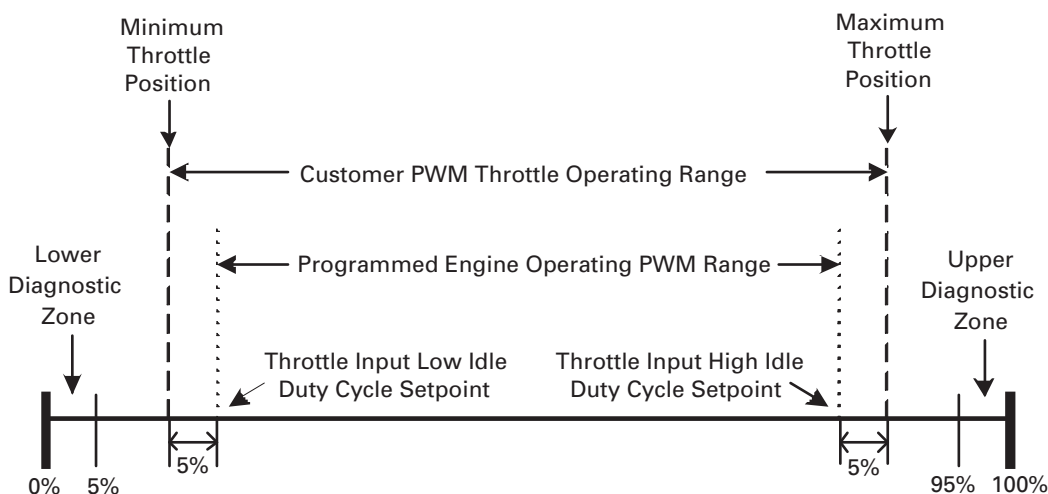 Minimum
Throttle
Position
Maximum
Throttle
Position
Customer PWM Throttle Operating Range
Lower
Diagnostic
Zone
Programmed Engine Operating PWM Range
Upper
Diagnostic
Zone
Throttle Input Low Idle
Duty Cycle Setpoint
Throttle Input High Idle
Duty Cycle Setpoint
5%
5%
0%
5%
95%
100%